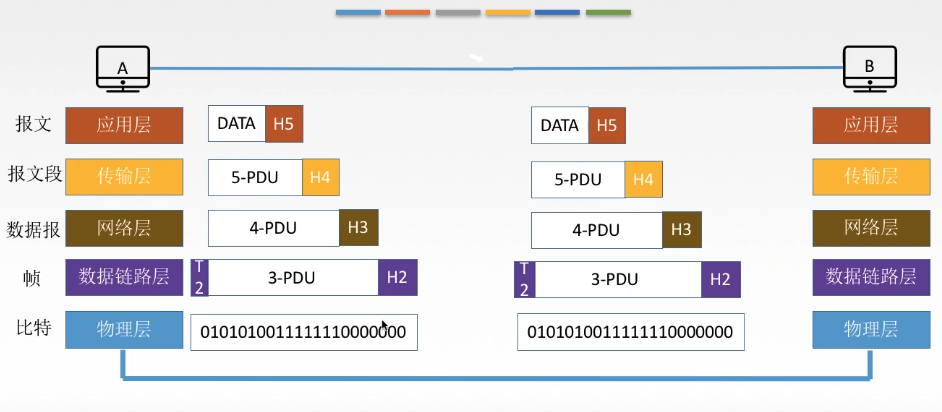 A B
报文 应用层 DATA H5 DATA H5 应用层
报文段 传输层 5-PDU H4 5-PDU H4 传输层
数据报 网络层 4-PDU H3 4-PDU H3 网络层
帧 数据链路层 T2 3-PDU H2 T2 3-PDU H2 数据链路层
比特 物理层 0101010011111110000000 0101010011111110000000 物理层